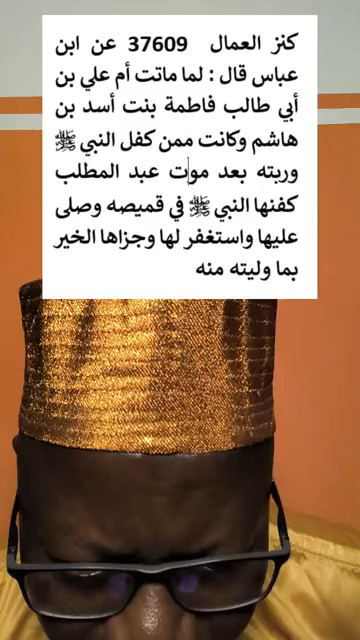 كنز العمال 37609 عن ابن
عباس قال : لما ماتت أم علي بن
أبي طالب فاطمة بنت أسد بن
هاشم وكانت ممن كفل النبي ﷺ
وربته بعد موت عبد المطلب
كفنها النبي ﷺ في قميصه وصلى
عليها واستغفر لها وجزاها الخير
بما وليته منه